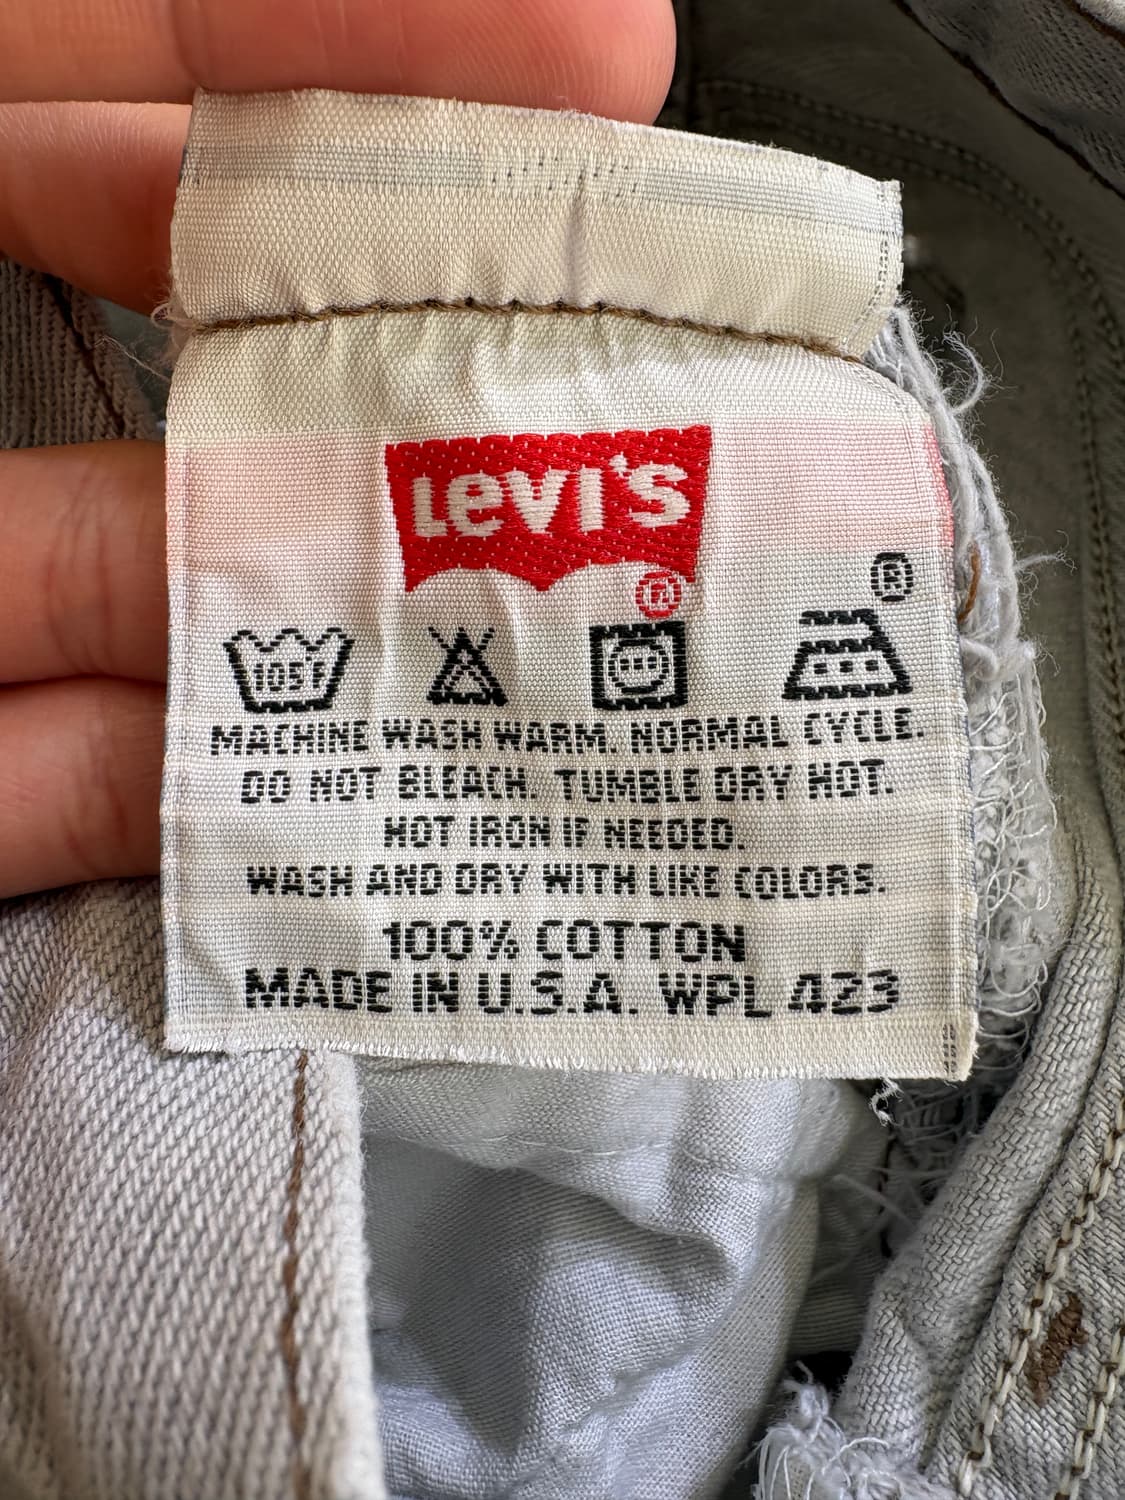 LEVI'S
®
®
105F
MACHINE WASH WARM. NORMAL CYCLE.
DO NOT BLEACH. TUMBLE DRY HOT.
HOT IRON IF NEEDED.
WASH AND DRY WITH LIKE COLORS.
100% COTTON
MADE IN U.S.A. WPL 423